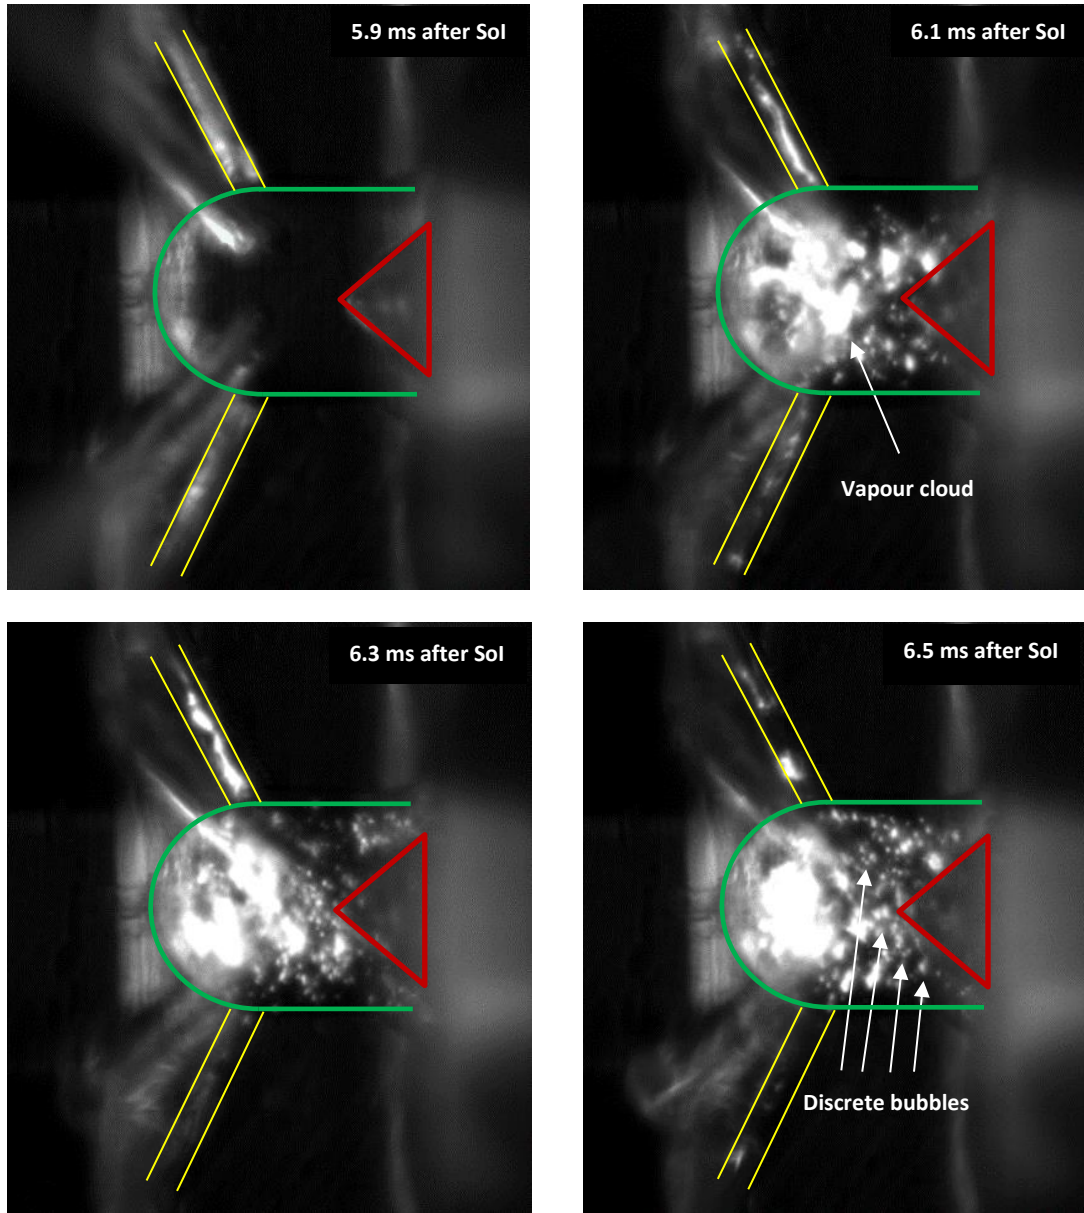 5.9 ms after SoI
6.1 ms after SoI
Vapour cloud
6.3 ms after SoI
6.5 ms after SoI
Discrete bubbles